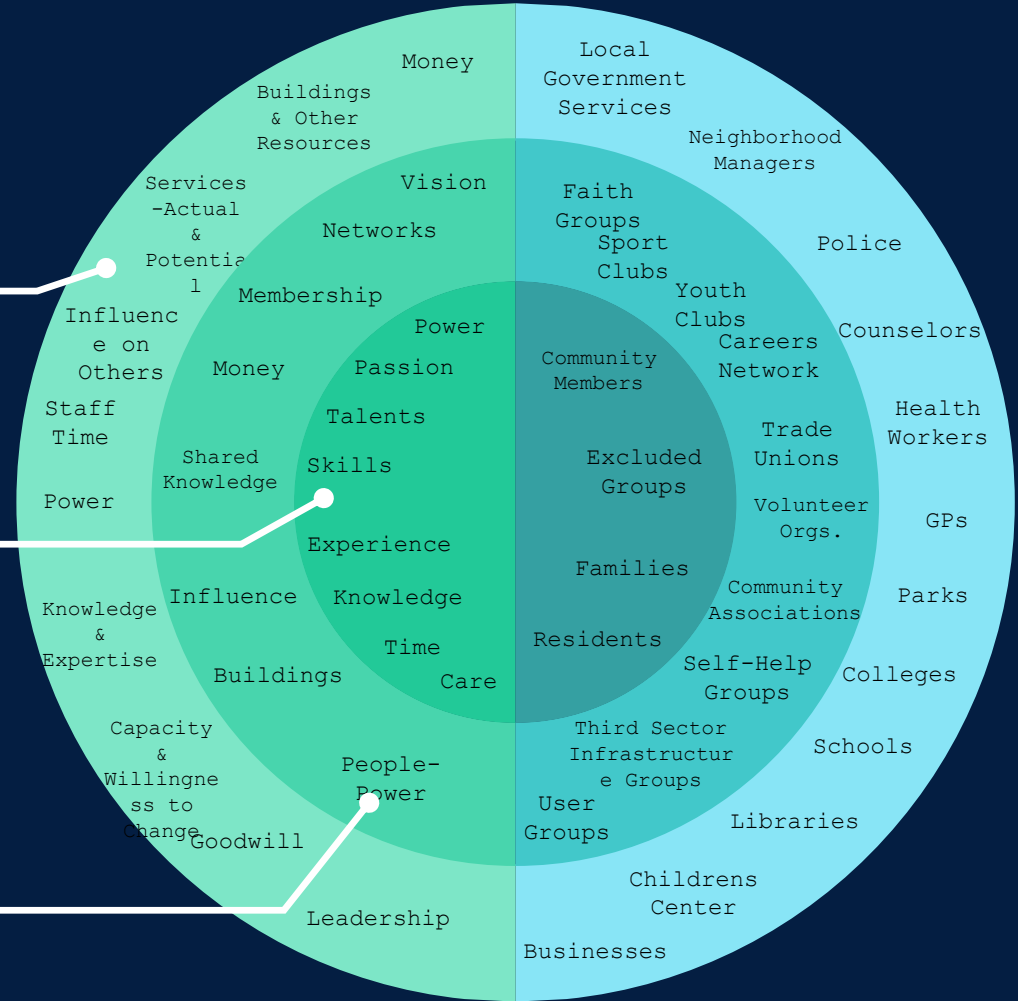 Money
Buildings
& Other
Resources
Services
-Actual
&
Potentia
l
Influenc
e on
Others
Staff
Time
Power
Knowledge
&
Expertise
Capacity
&
Willingne
ss to
Change
Goodwill
Leadership
Vision
Networks
Membership
Money
Shared
Knowledge
Influence
Buildings
People-
Power
Power
Passion
Talents
Skills
Experience
Knowledge
Time
Care
Community
Members
Excluded
Groups
Families
Residents
Faith
Groups
Sport
Clubs
Youth
Clubs
Careers
Network
Trade
Unions
Volunteer
Orgs.
Community
Associations
Self-Help
Groups
Third Sector
Infrastructur
e Groups
User
Groups
Local
Government
Services
Neighborhood
Managers
Police
Counselors
Health
Workers
GPs
Parks
Colleges
Schools
Libraries
Childrens
Center
Businesses